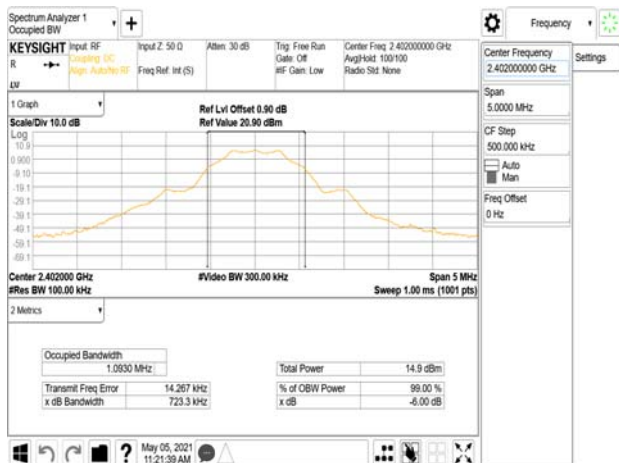 Spectrum Analyzer 1
Occupied BW
Frequency
KEYSIGHT
Input: RF
Coupling: DC
Align: Auto/No RF
Input Z: 50 Ω
Freq Ref: Int (S)
Atten: 30 dB
Trig: Free Run
Gate: Off
#IF Gain: Low
Center Freq: 2.402000000 GHz
Avg|Hold: 100/100
Radio Std: None
R
LVI
Center Frequency
2.402000000 GHz
Settings
Span
5.0000 MHz
CF Step
500.000 kHz
Auto
Man
Freq Offset
0 Hz
1 Graph
Scale/Div 10.0 dB
Ref Lvl Offset 0.90 dB
Ref Value 20.90 dBm
Log
10.9
0.900
-9.10
-19.1
-29.1
-39.1
-49.1
-59.1
-69.1
Center 2.402000 GHz
#Video BW 300.00 kHz
Span 5 MHz
#Res BW 100.00 kHz
Sweep 1.00 ms (1001 pts)
2 Metrics
Occupied Bandwidth
1.0930 MHz
Total Power 14.9 dBm
Transmit Freq Error 14.267 kHz
% of OBW Power 99.00 %
x dB Bandwidth 723.3 kHz
x dB -6.00 dB
May 05, 2021
11:21:39 AM